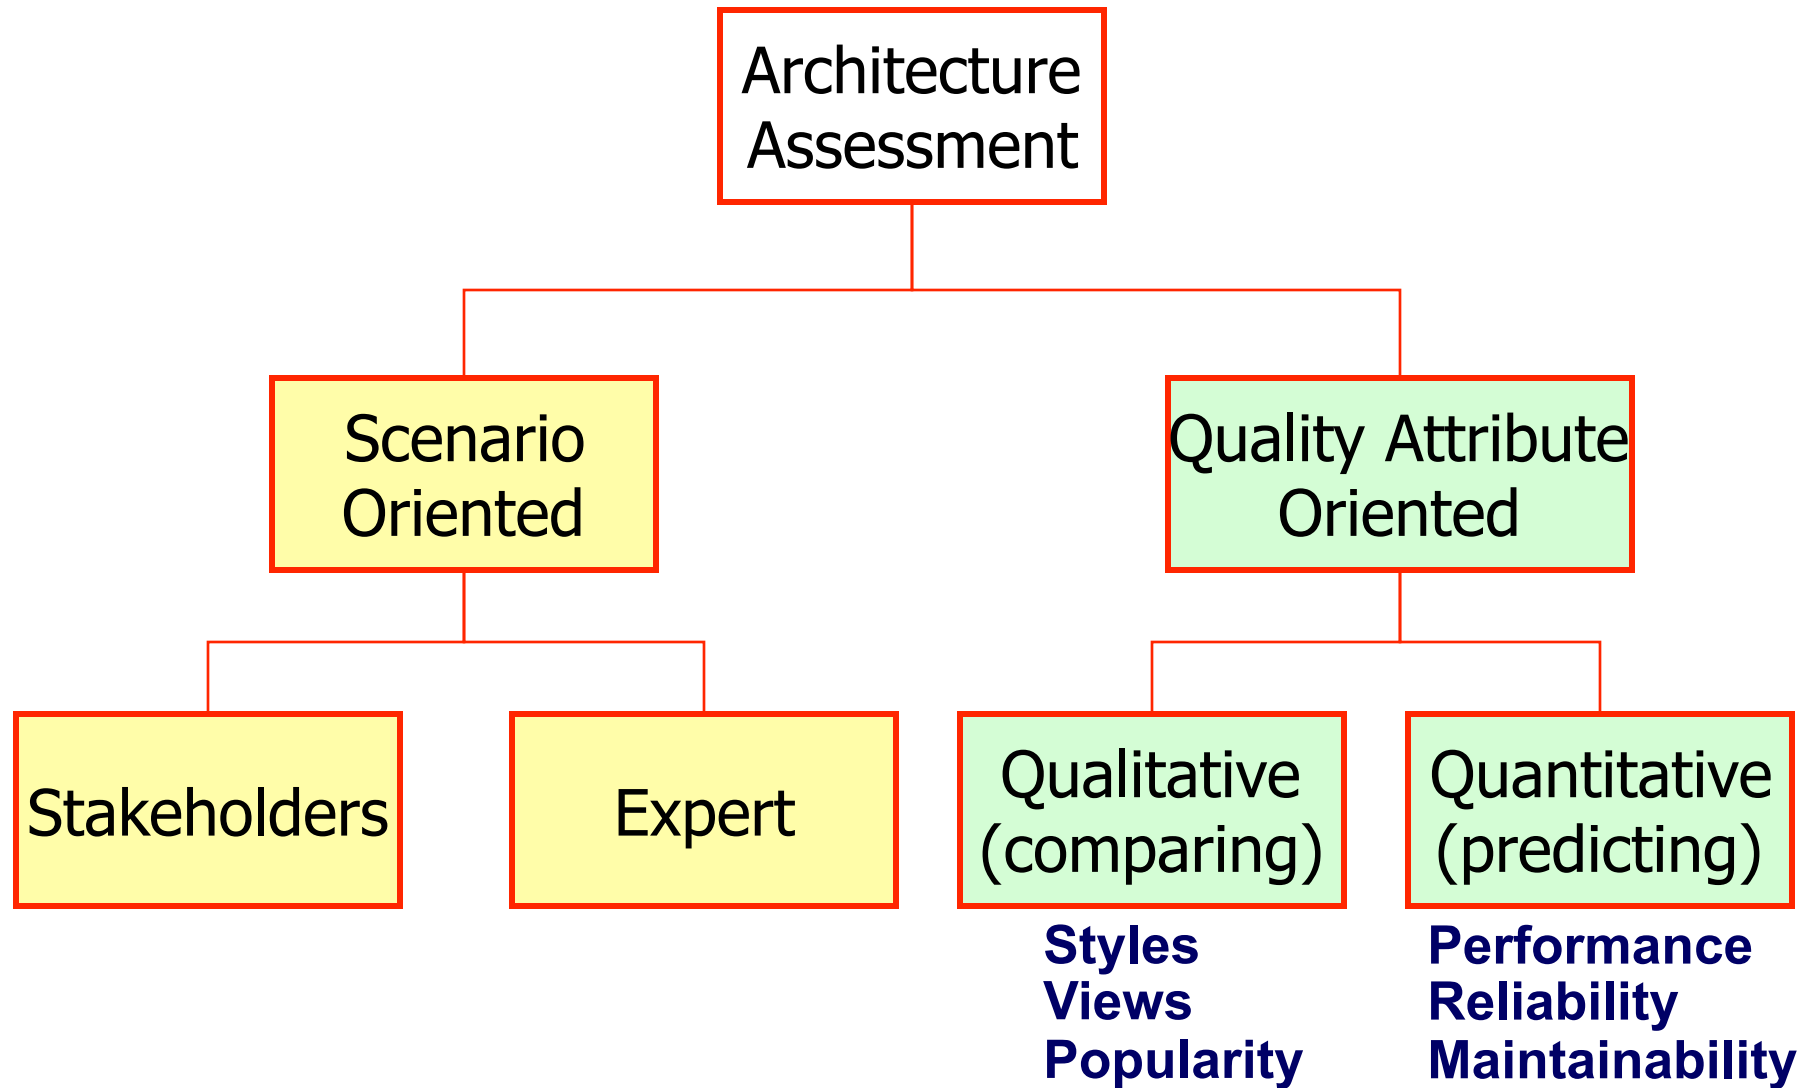 Architecture
Assessment
Scenario
Oriented
Quality Attribute
Oriented
Stakeholders
Expert
Qualitative
(comparing)
Quantitative
(predicting)
Styles
Views
Popularity
Performance
Reliability
Maintainability